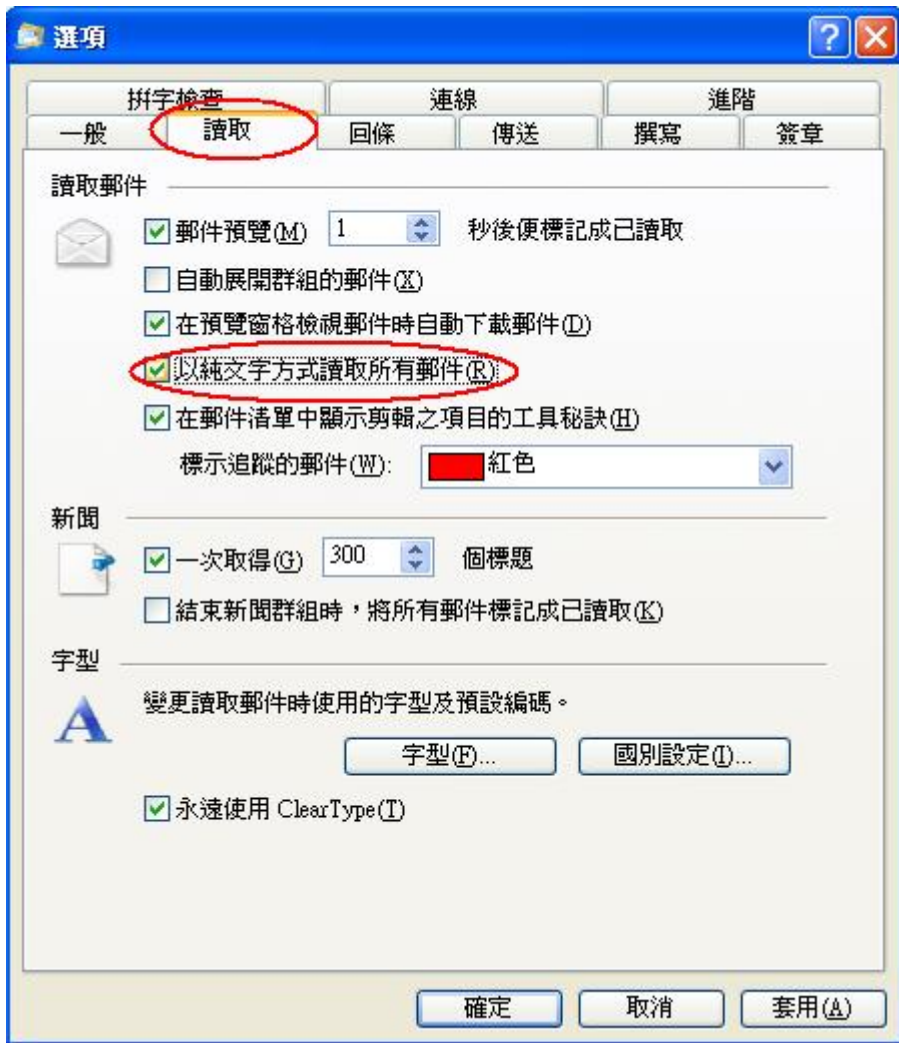 選項
拼字檢查 連線 進階
一般 讀取 回條 傳送 撰寫 簽章
讀取郵件
郵件預覽(M) 1 秒後便標記成已讀取
自動展開群組的郵件(X)
在預覽窗格檢視郵件時自動下載郵件(D)
以純文字方式讀取所有郵件(R)
在郵件清單中顯示剪輯之項目的工具秘訣(H)
標示追蹤的郵件(W): 紅色
新聞
一次取得(G) 300 個標題
結束新聞群組時,將所有郵件標記成已讀取(K)
字型
變更讀取郵件時使用的字型及預設編碼。
字型(F)... 國別設定(I)...
永遠使用 ClearType(T)
確定 取消 套用(A)